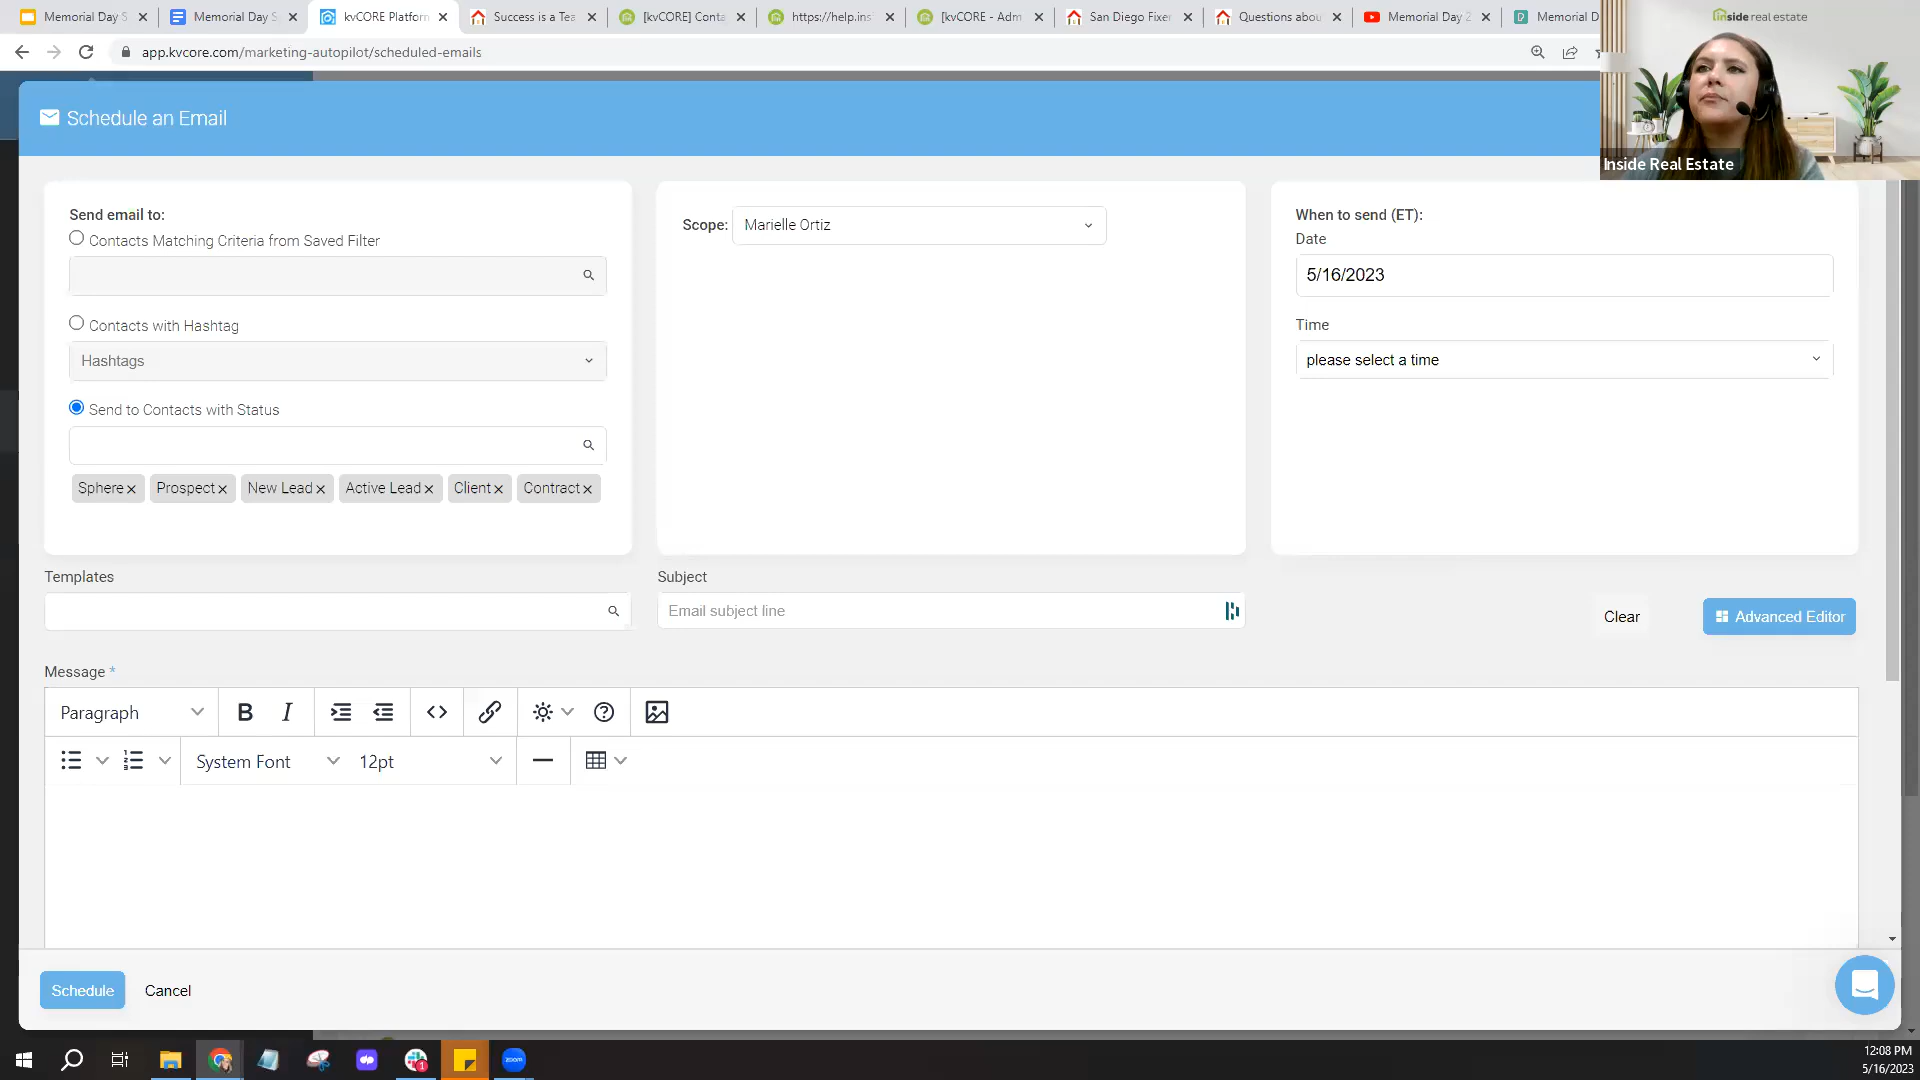 Memorial Day S
Memorial Day S
kvCORE Platforn
Success is a Tea
[kvCORE] Conta
https://help.ins
[kvCORE - Adm
San Diego Fixer
Questions abou
Memorial Day 2
Memorial D
app.kvcore.com/marketing-autopilot/scheduled-emails
inside real estate
Inside Real Estate
Schedule an Email
Send email to:
Contacts Matching Criteria from Saved Filter
Contacts with Hashtag
Hashtags
Send to Contacts with Status
Sphere Prospect New Lead Active Lead Client Contract
Scope: Marielle Ortiz
When to send (ET):
Date
5/16/2023
Time
please select a time
Templates
Subject
Email subject line
Clear
Advanced Editor
Message *
Paragraph
B I
System Font
12pt
Schedule
Cancel
zoom
1
12:08 PM
5/16/2023